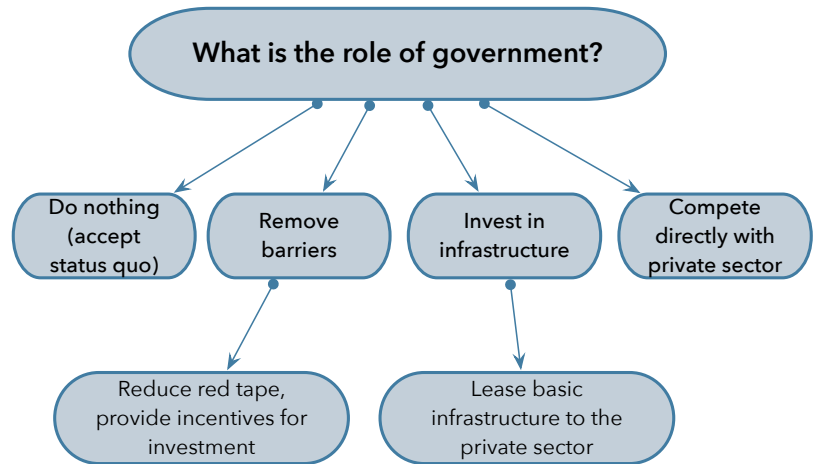 What is the role of government?
Do nothing
(accept
status quo)
Remove
barriers
Invest in
infrastructure
Compete
directly with
private sector
Reduce red tape,
provide incentives for
investment
Lease basic
infrastructure to the
private sector